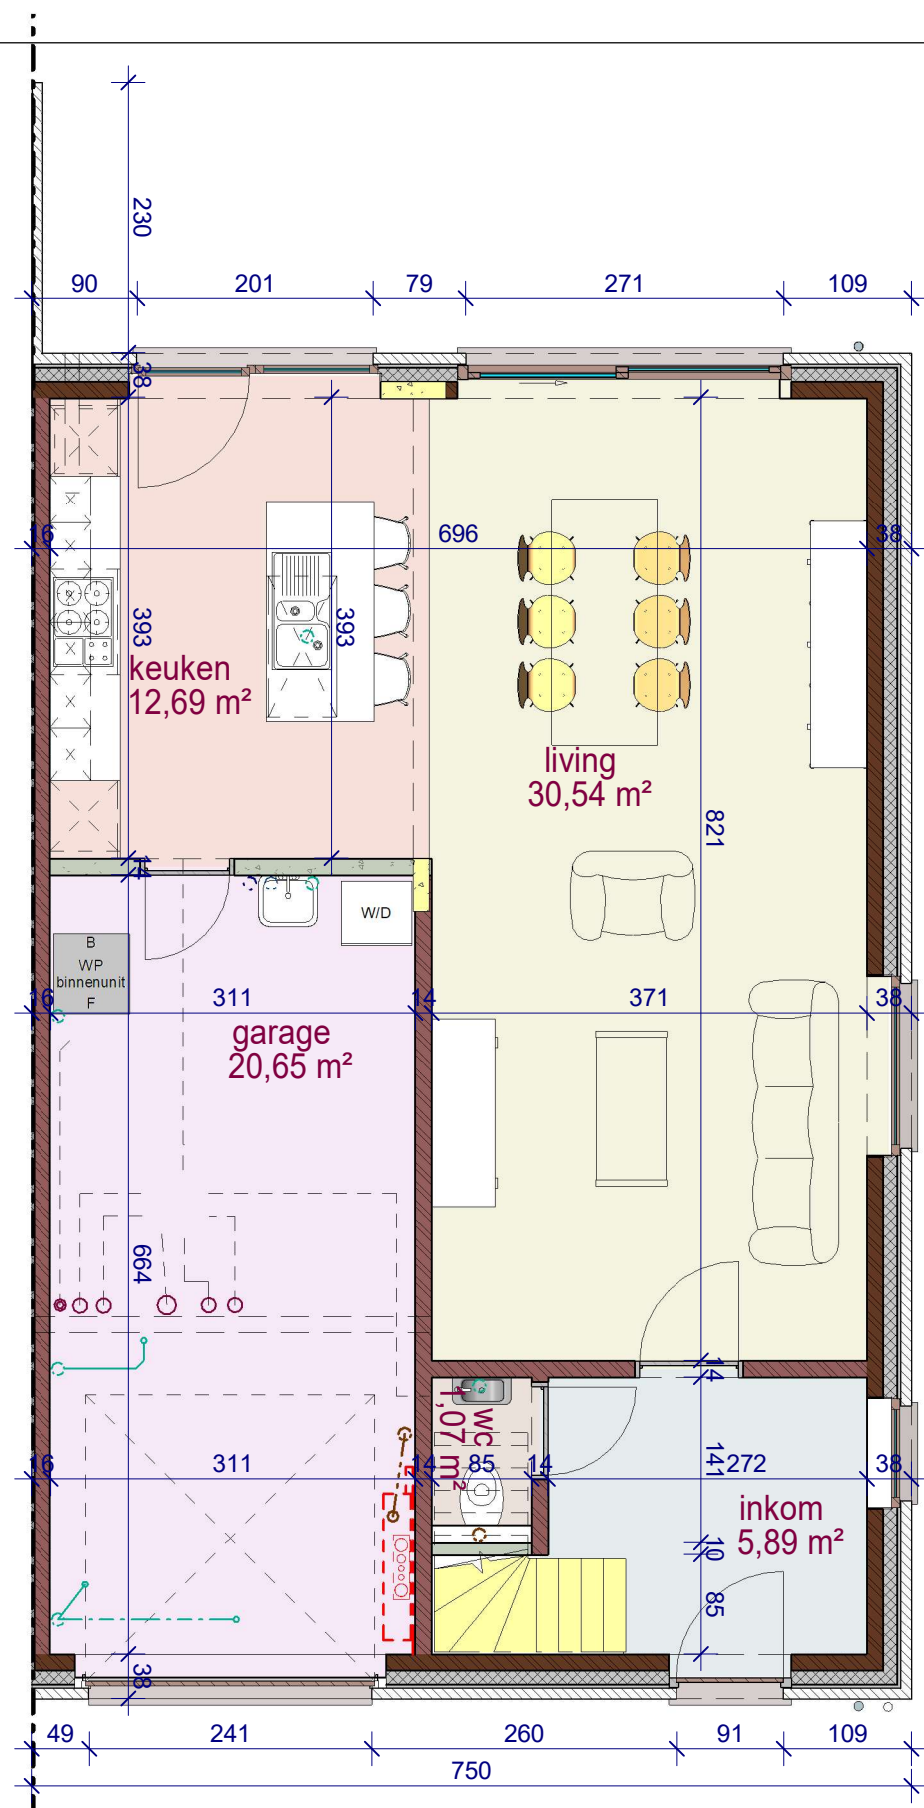 230
90 201 79 271 109
38
16 696 38
393 393
keuken
12,69 m²
living
30,54 m²
821
14
W/D
B
WP
binnenunit
F
16 311 14 371 38
garage
20,65 m²
664
14
wc
1,07 m²
16 311 14 85 14 141 272 38
inkom
5,89 m²
10
85
38
49 241 260 91 109
750